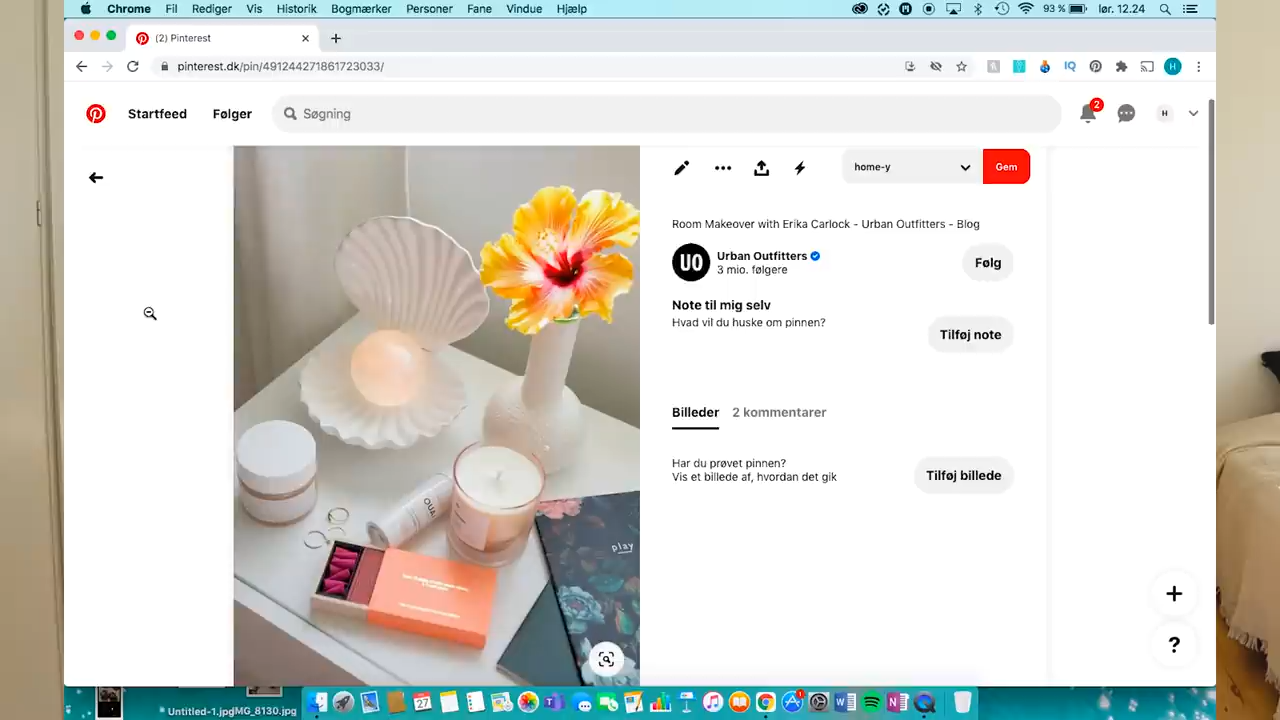 Chrome Fil Rediger Vis Historik Bogmærker Personer Fane Vindue Hjælp 93 % lør. 12.24
(2) Pinterest
pinterest.dk/pin/491244271861723033/
IQ H
Startfeed Følger Søgning 2 H
home-y Gem
Room Makeover with Erika Carlock - Urban Outfitters - Blog
UO Urban Outfitters
3 mio. følgere
Følg
Note til mig selv
Hvad vil du huske om pinnen?
Tilføj note
Billeder 2 kommentarer
Har du prøvet pinnen?
Vis et billede af, hvordan det gik
Tilføj billede
OUAI
play
+
?
27
Untitled-1.jpg
MG_8130.jpg